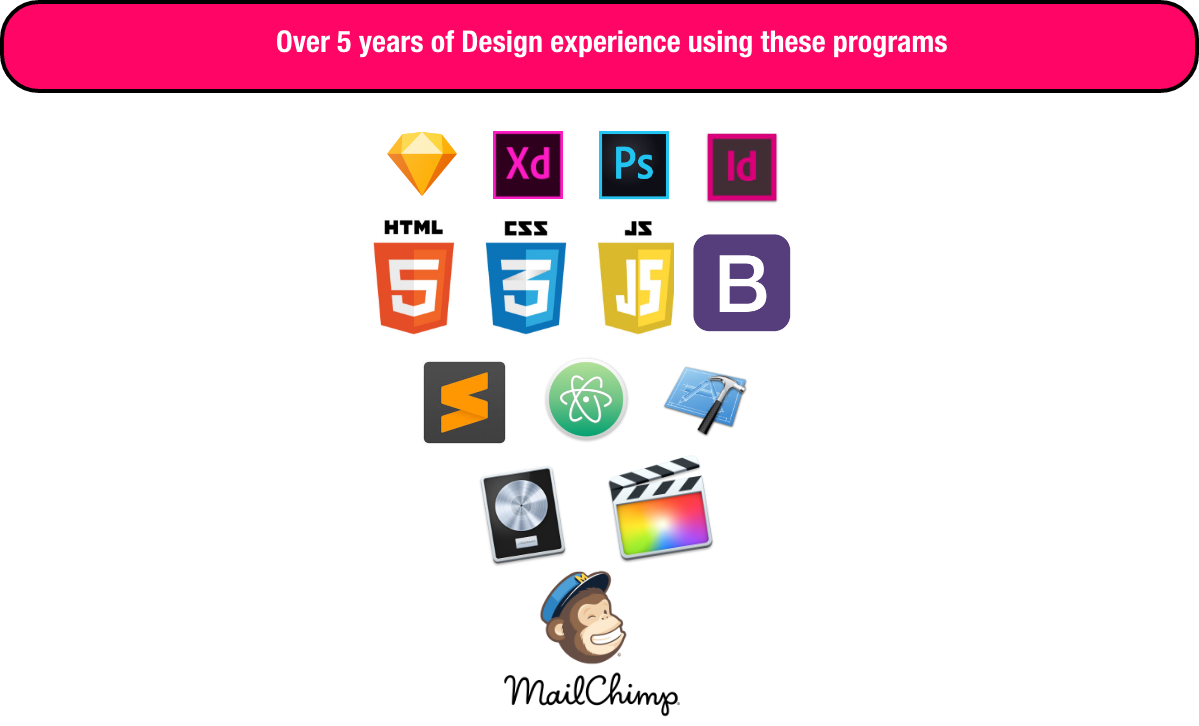 Over 5 years of Design experience using these programs
Xd Ps Id
HTML CSS JS
5 3 JS B
S
M
MailChimp